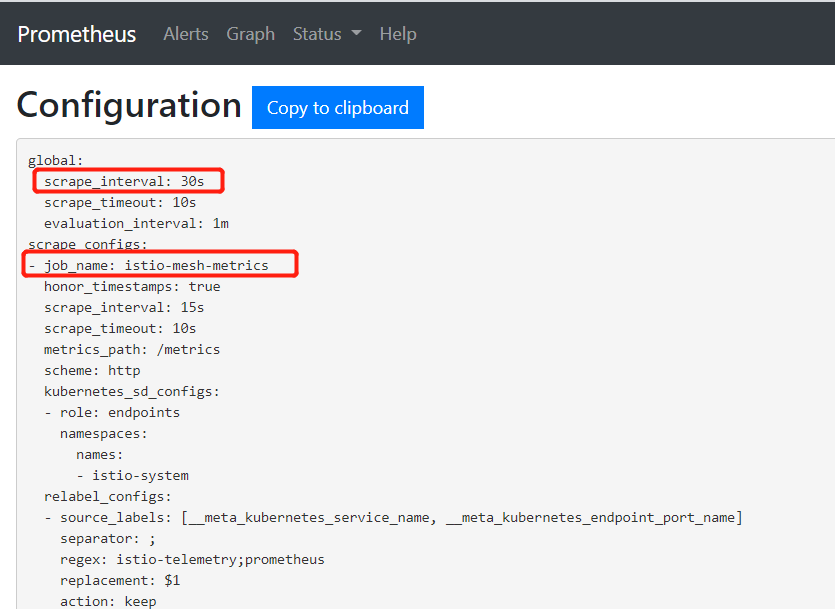 Prometheus Alerts Graph Status Help
Configuration Copy to clipboard
global:
  scrape_interval: 30s
  scrape_timeout: 10s
  evaluation_interval: 1m
scrape_configs:
- job_name: istio-mesh-metrics
  honor_timestamps: true
  scrape_interval: 15s
  scrape_timeout: 10s
  metrics_path: /metrics
  scheme: http
  kubernetes_sd_configs:
  - role: endpoints
    namespaces:
      names:
      - istio-system
  relabel_configs:
  - source_labels: [__meta_kubernetes_service_name, __meta_kubernetes_endpoint_port_name]
    separator: ;
    regex: istio-telemetry;prometheus
    replacement: $1
    action: keep